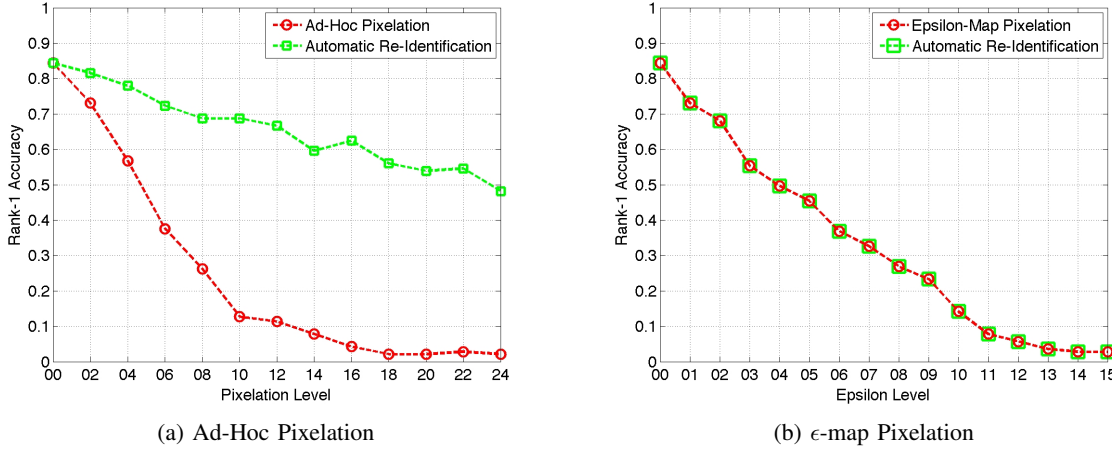 1
0.9
0.8
0.7
0.6
0.5
0.4
0.3
0.2
0.1
0
Rank-1 Accuracy
Ad-Hoc Pixelation
Automatic Re-Identification
00 02 04 06 08 10 12 14 16 18 20 22 24
Pixelation Level
(a) Ad-Hoc Pixelation
1
0.9
0.8
0.7
0.6
0.5
0.4
0.3
0.2
0.1
0
Rank-1 Accuracy
Epsilon-Map Pixelation
Automatic Re-Identification
00 01 02 03 04 05 06 07 08 09 10 11 12 13 14 15
Epsilon Level
(b) ϵ-map Pixelation